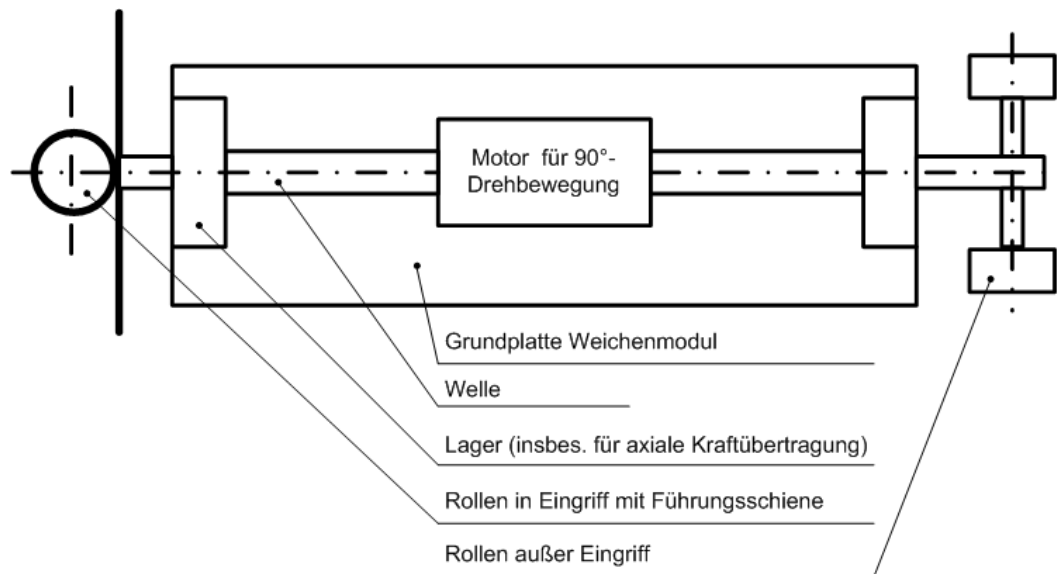 Motor für 90°-
Drehbewegung
Grundplatte Weichenmodul
Welle
Lager (insbes. für axiale Kraftübertragung)
Rollen in Eingriff mit Führungsschiene
Rollen außer Eingriff